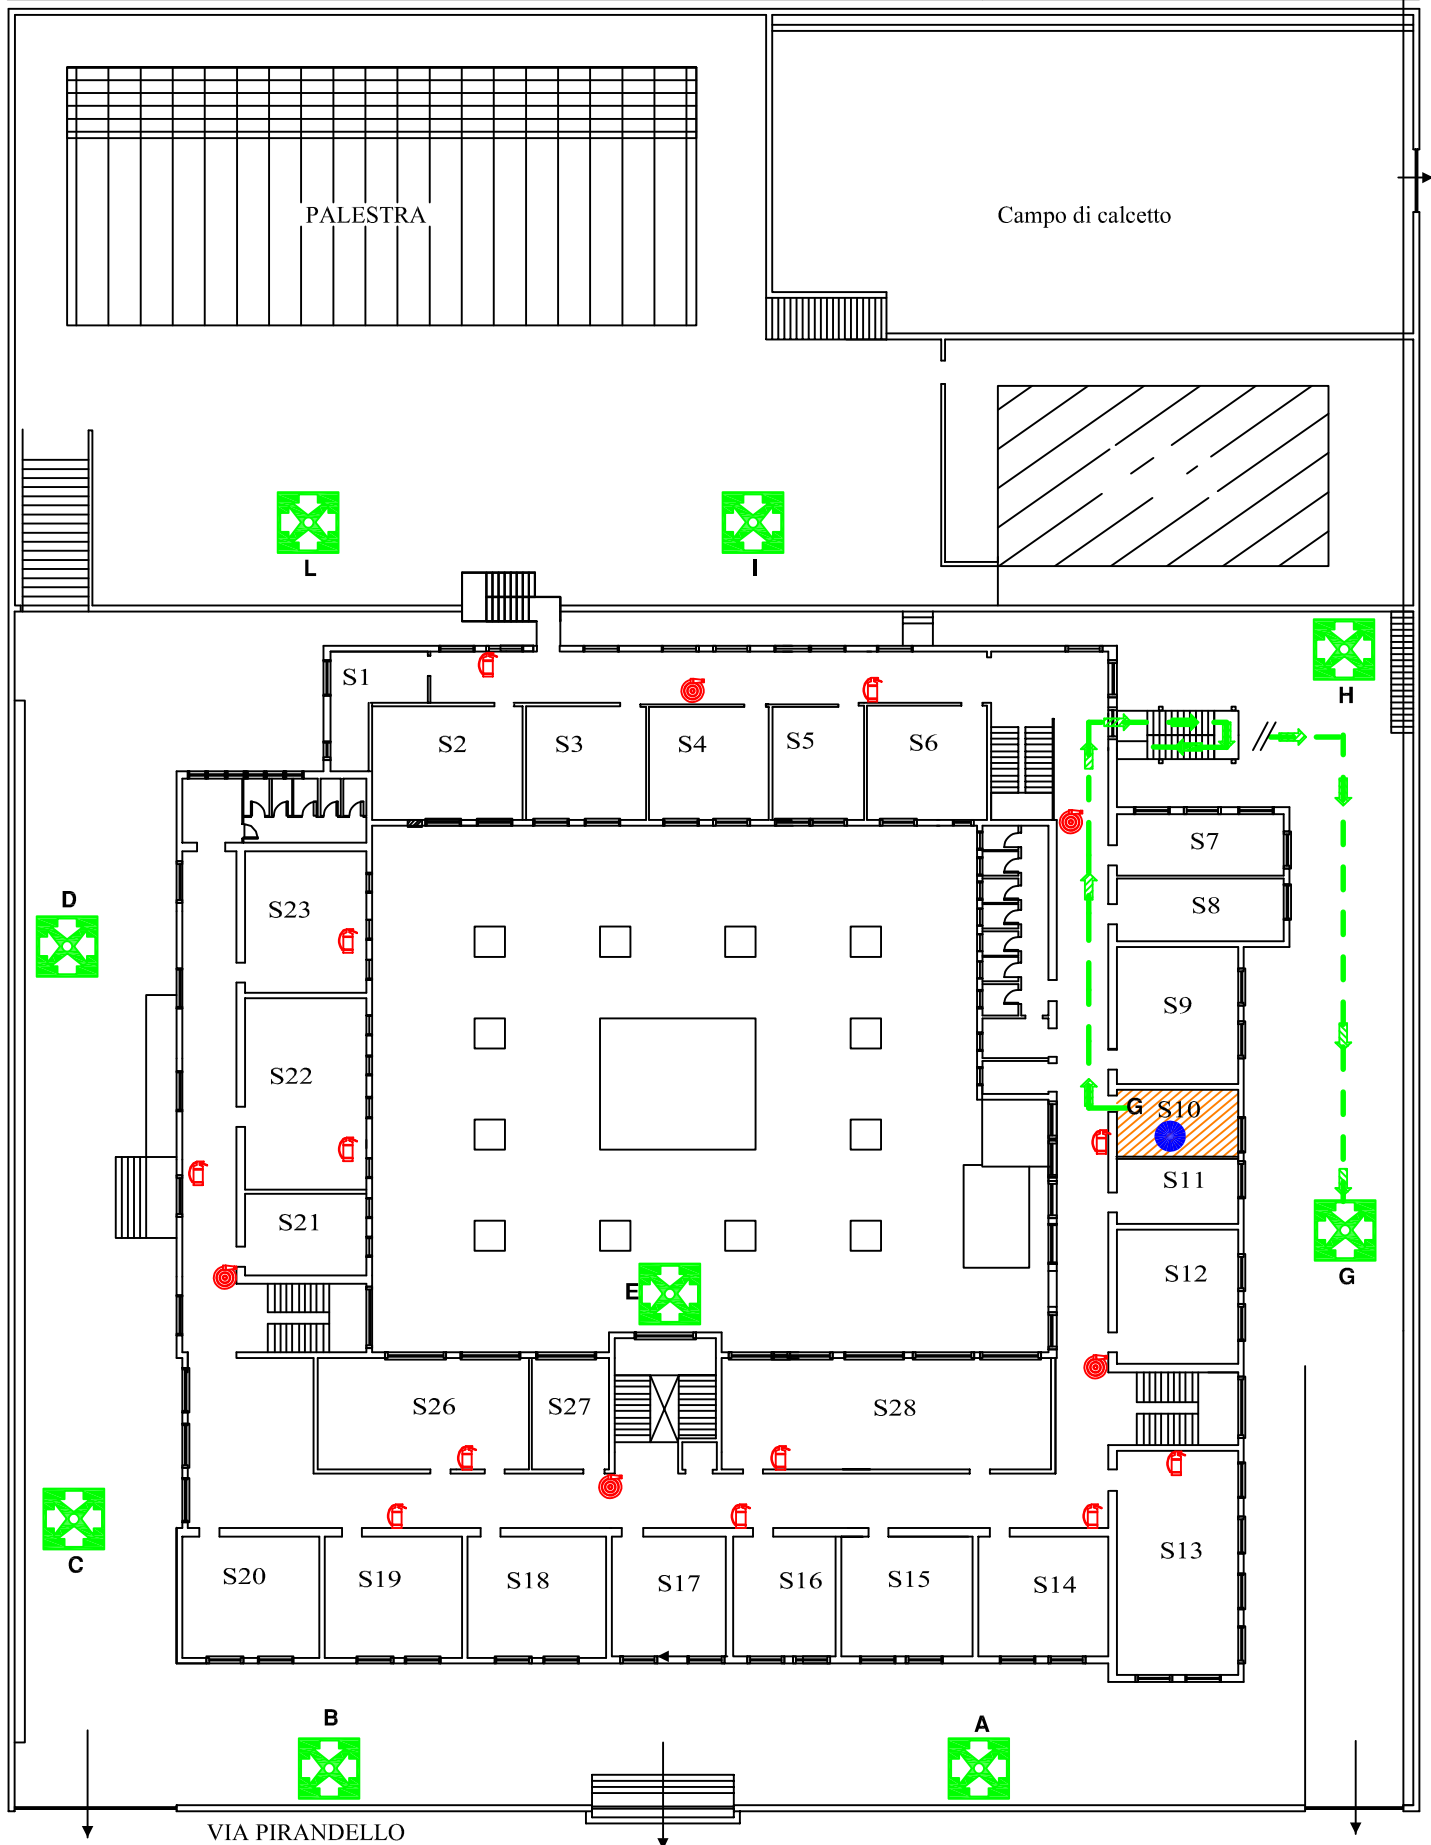 PALESTRA
Campo di calcetto
L
I
H
S1
S2
S3
S4
S5
S6
S7
S8
D
S23
S9
S22
G
S10
S11
S21
S12
G
E
S26
S27
S28
C
S20
S19
S18
S17
S16
S15
S14
S13
B
A
VIA PIRANDELLO